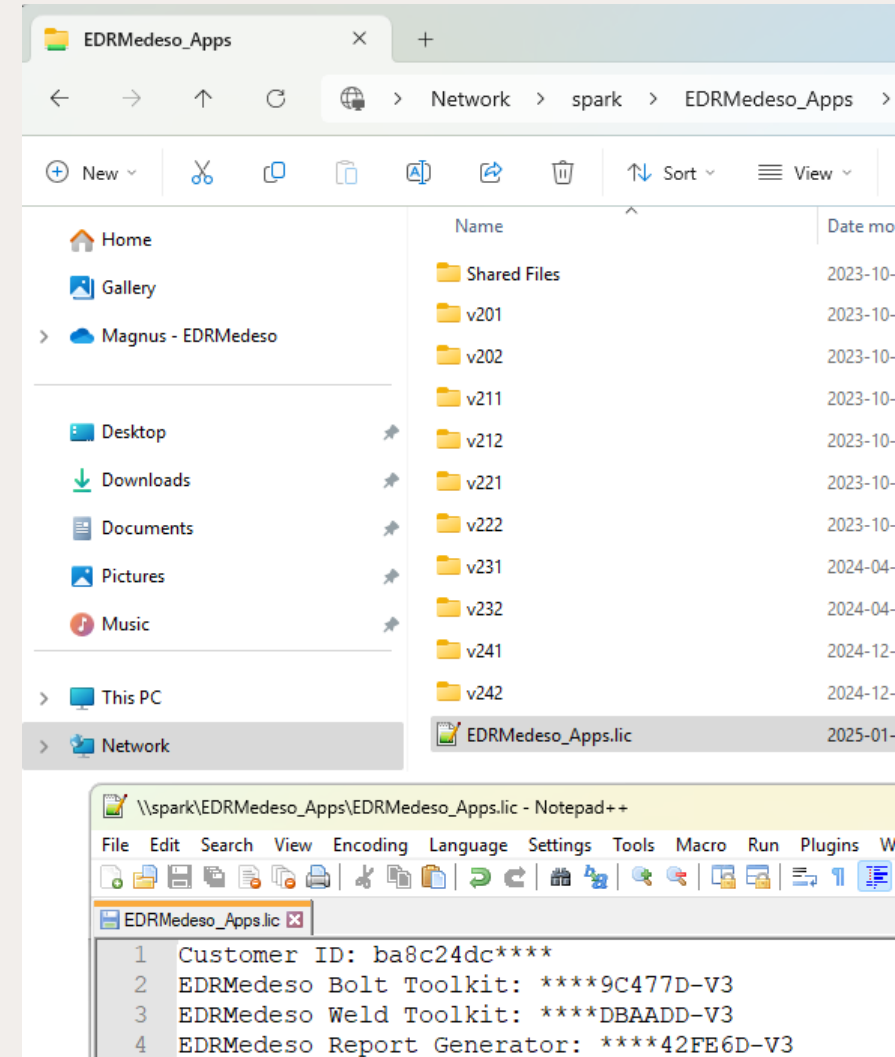 EDRMedeso_Apps
Network > spark > EDRMedeso_Apps >
New Sort View
Home
Gallery
Magnus - EDRMedeso
Desktop
Downloads
Documents
Pictures
Music
This PC
Network
Name Date mo
Shared Files 2023-10-
v201 2023-10-
v202 2023-10-
v211 2023-10-
v212 2023-10-
v221 2023-10-
v222 2023-10-
v231 2024-04-
v232 2024-04-
v241 2024-12-
v242 2024-12-
EDRMedeso_Apps.lic 2025-01-
\\spark\EDRMedeso_Apps\EDRMedeso_Apps.lic - Notepad++
File Edit Search View Encoding Language Settings Tools Macro Run Plugins W
EDRMedeso_Apps.lic
1 Customer ID: ba8c24dc****
2 EDRMedeso Bolt Toolkit: ****9C477D-V3
3 EDRMedeso Weld Toolkit: ****DBAADD-V3
4 EDRMedeso Report Generator: ****42FE6D-V3